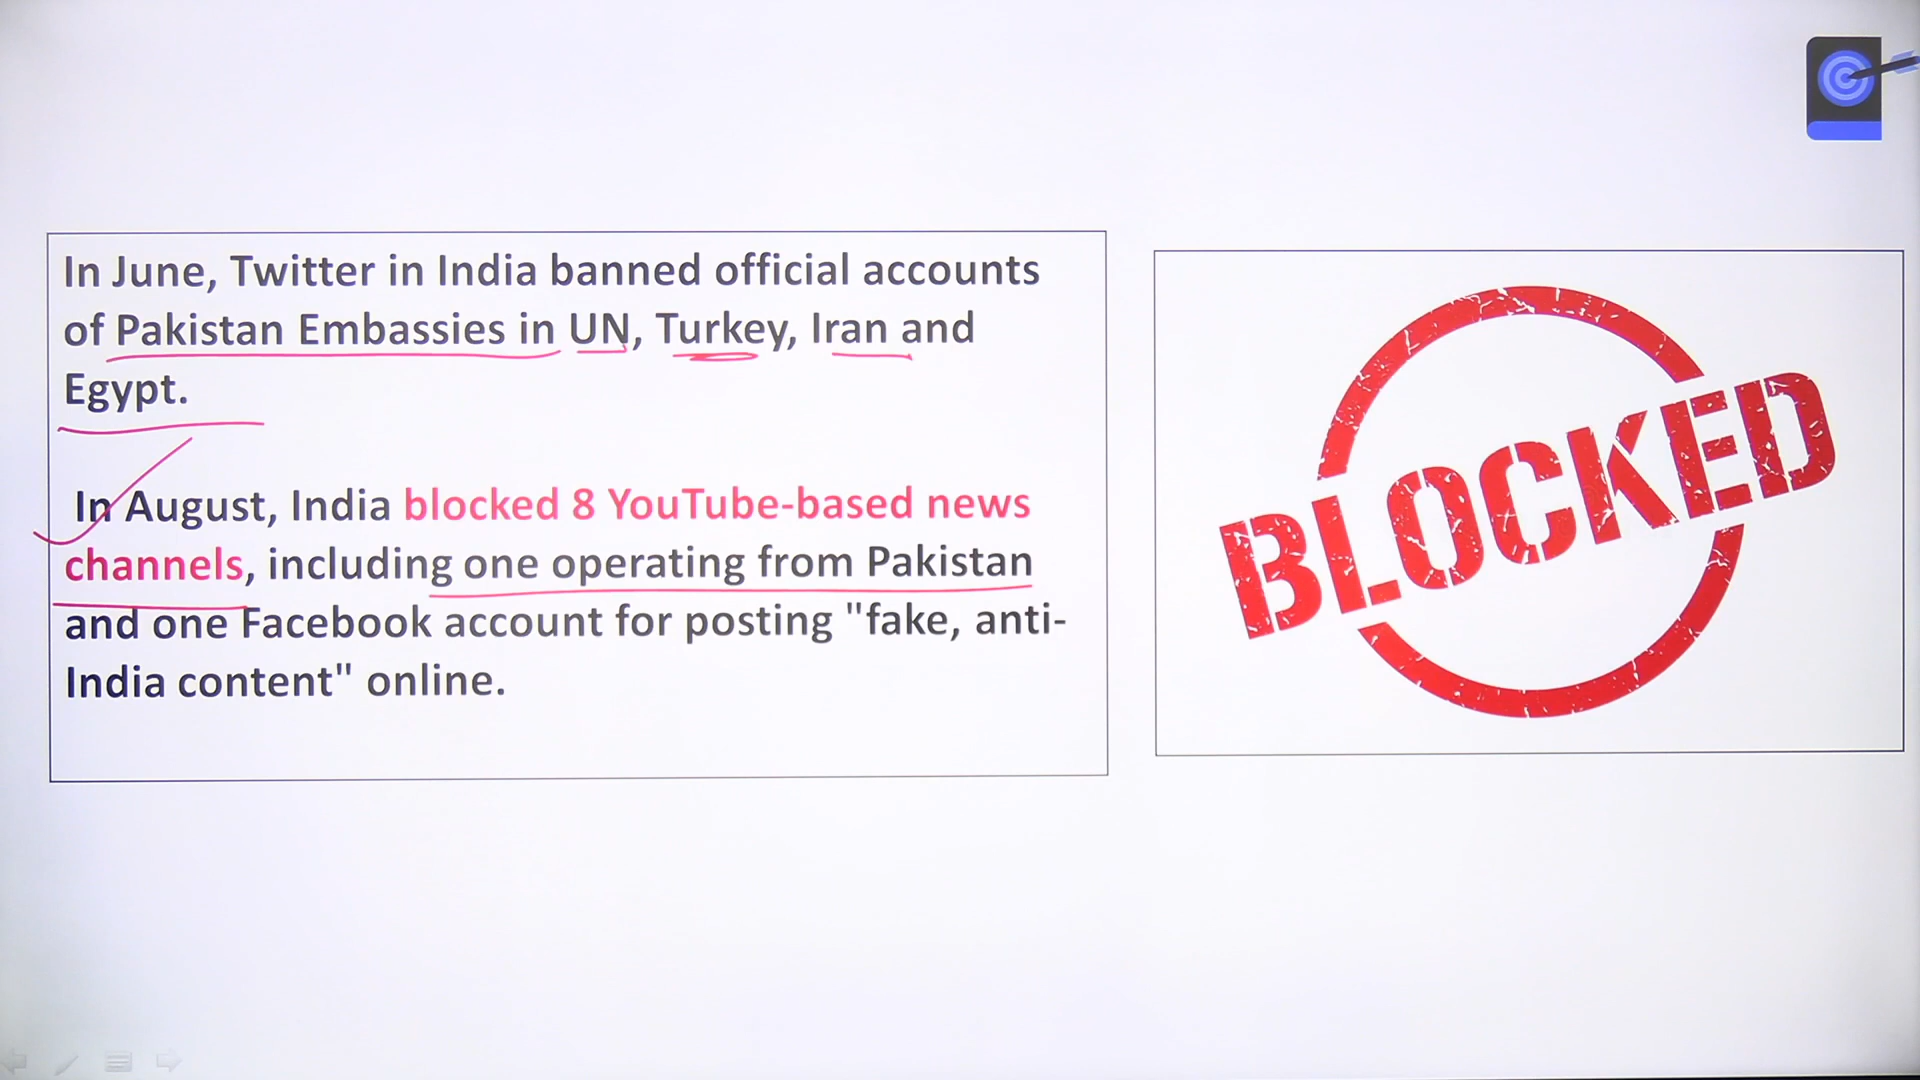 In June, Twitter in India banned official accounts
of Pakistan Embassies in UN, Turkey, Iran and
Egypt.
In August, India blocked 8 YouTube-based news
channels, including one operating from Pakistan
and one Facebook account for posting "fake, anti-
India content" online.
BLOCKED